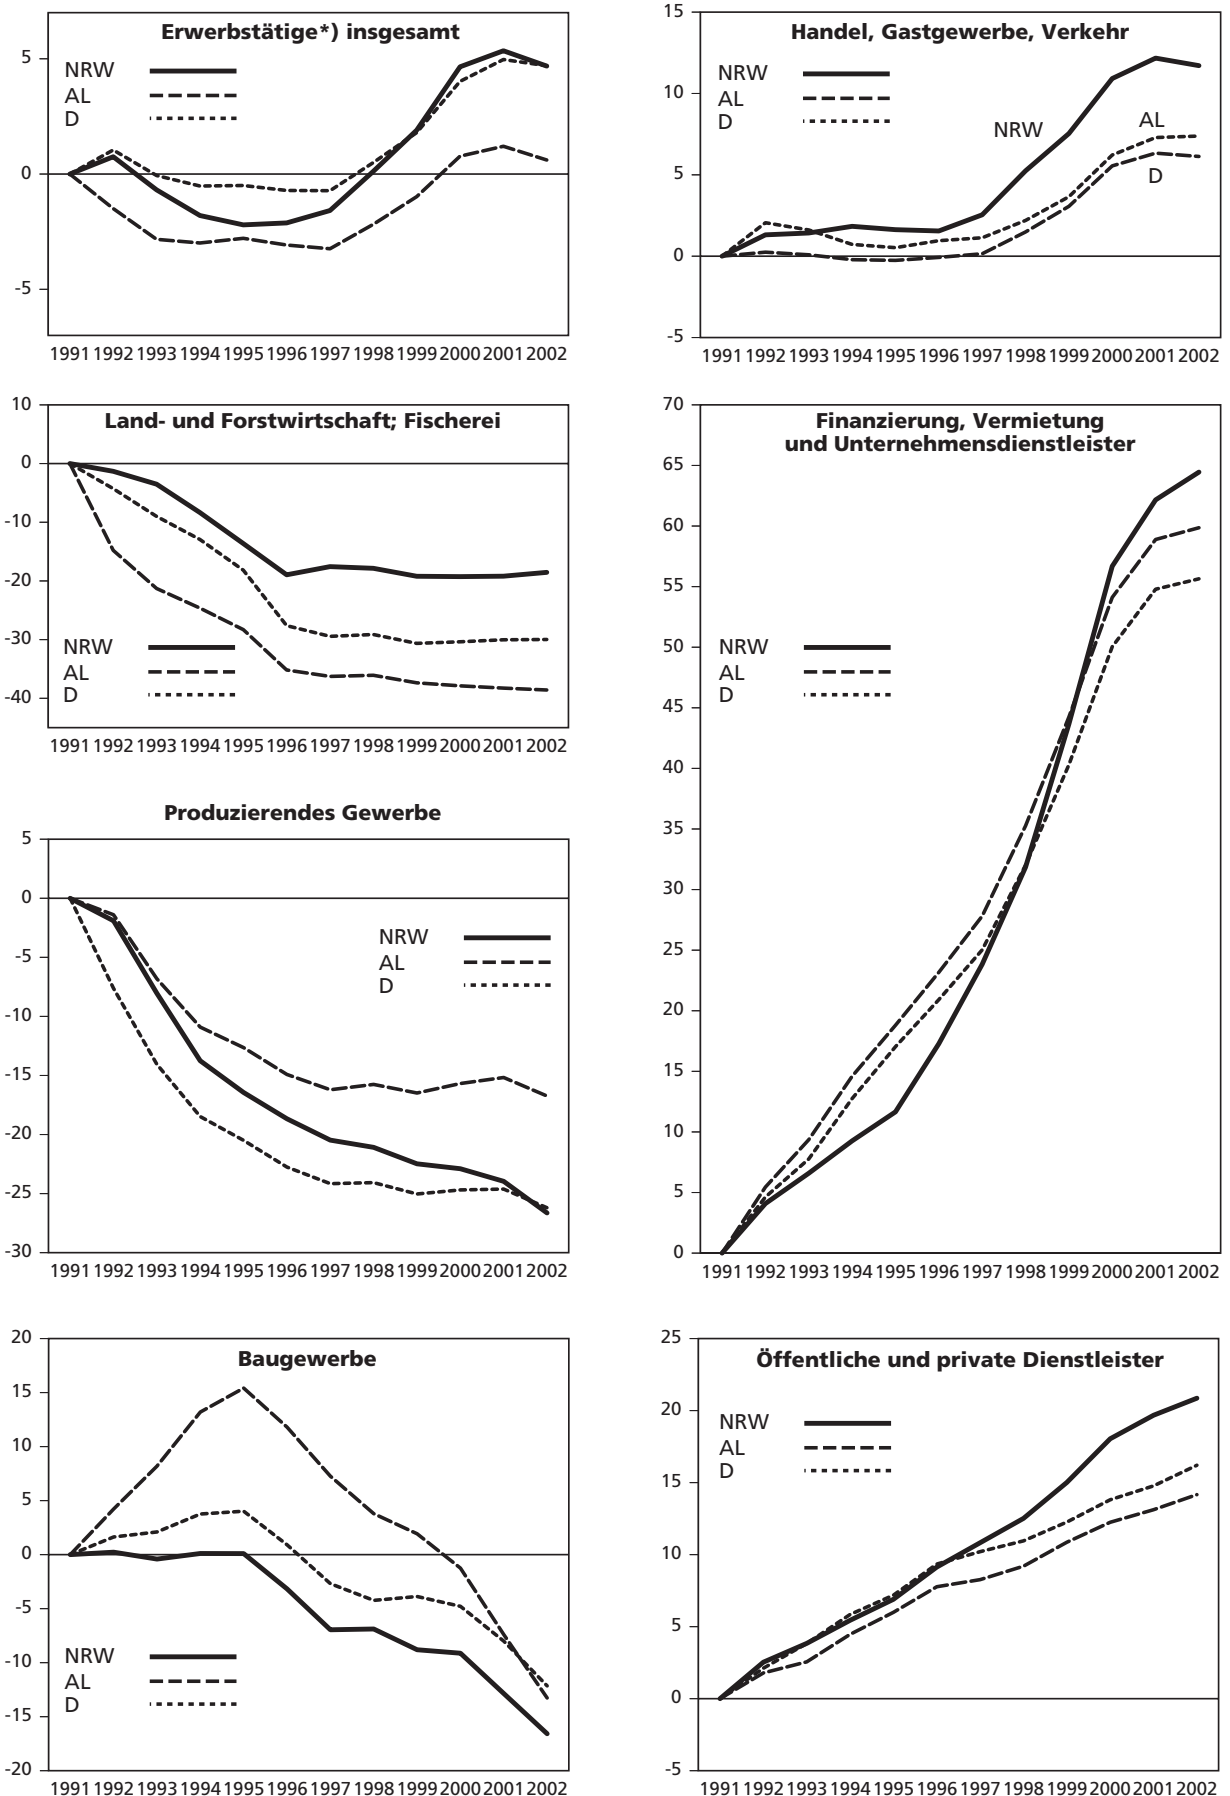 Erwerbstätige*) insgesamt
NRW
AL
D
5
0
-5
1991 1992 1993 1994 1995 1996 1997 1998 1999 2000 2001 2002
Land- und Forstwirtschaft; Fischerei
10
0
-10
-20
-30
-40
NRW
AL
D
1991 1992 1993 1994 1995 1996 1997 1998 1999 2000 2001 2002
Produzierendes Gewerbe
5
0
-5
-10
-15
-20
-25
-30
NRW
AL
D
1991 1992 1993 1994 1995 1996 1997 1998 1999 2000 2001 2002
Baugewerbe
20
15
10
5
0
-5
-10
-15
-20
NRW
AL
D
1991 1992 1993 1994 1995 1996 1997 1998 1999 2000 2001 2002
Handel, Gastgewerbe, Verkehr
15
10
5
0
-5
NRW
AL
D
NRW
AL
D
1991 1992 1993 1994 1995 1996 1997 1998 1999 2000 2001 2002
Finanzierung, Vermietung
und Unternehmensdienstleister
70
65
60
55
50
45
40
35
30
25
20
15
10
5
0
NRW
AL
D
1991 1992 1993 1994 1995 1996 1997 1998 1999 2000 2001 2002
Öffentliche und private Dienstleister
25
20
15
10
5
0
-5
NRW
AL
D
1991 1992 1993 1994 1995 1996 1997 1998 1999 2000 2001 2002